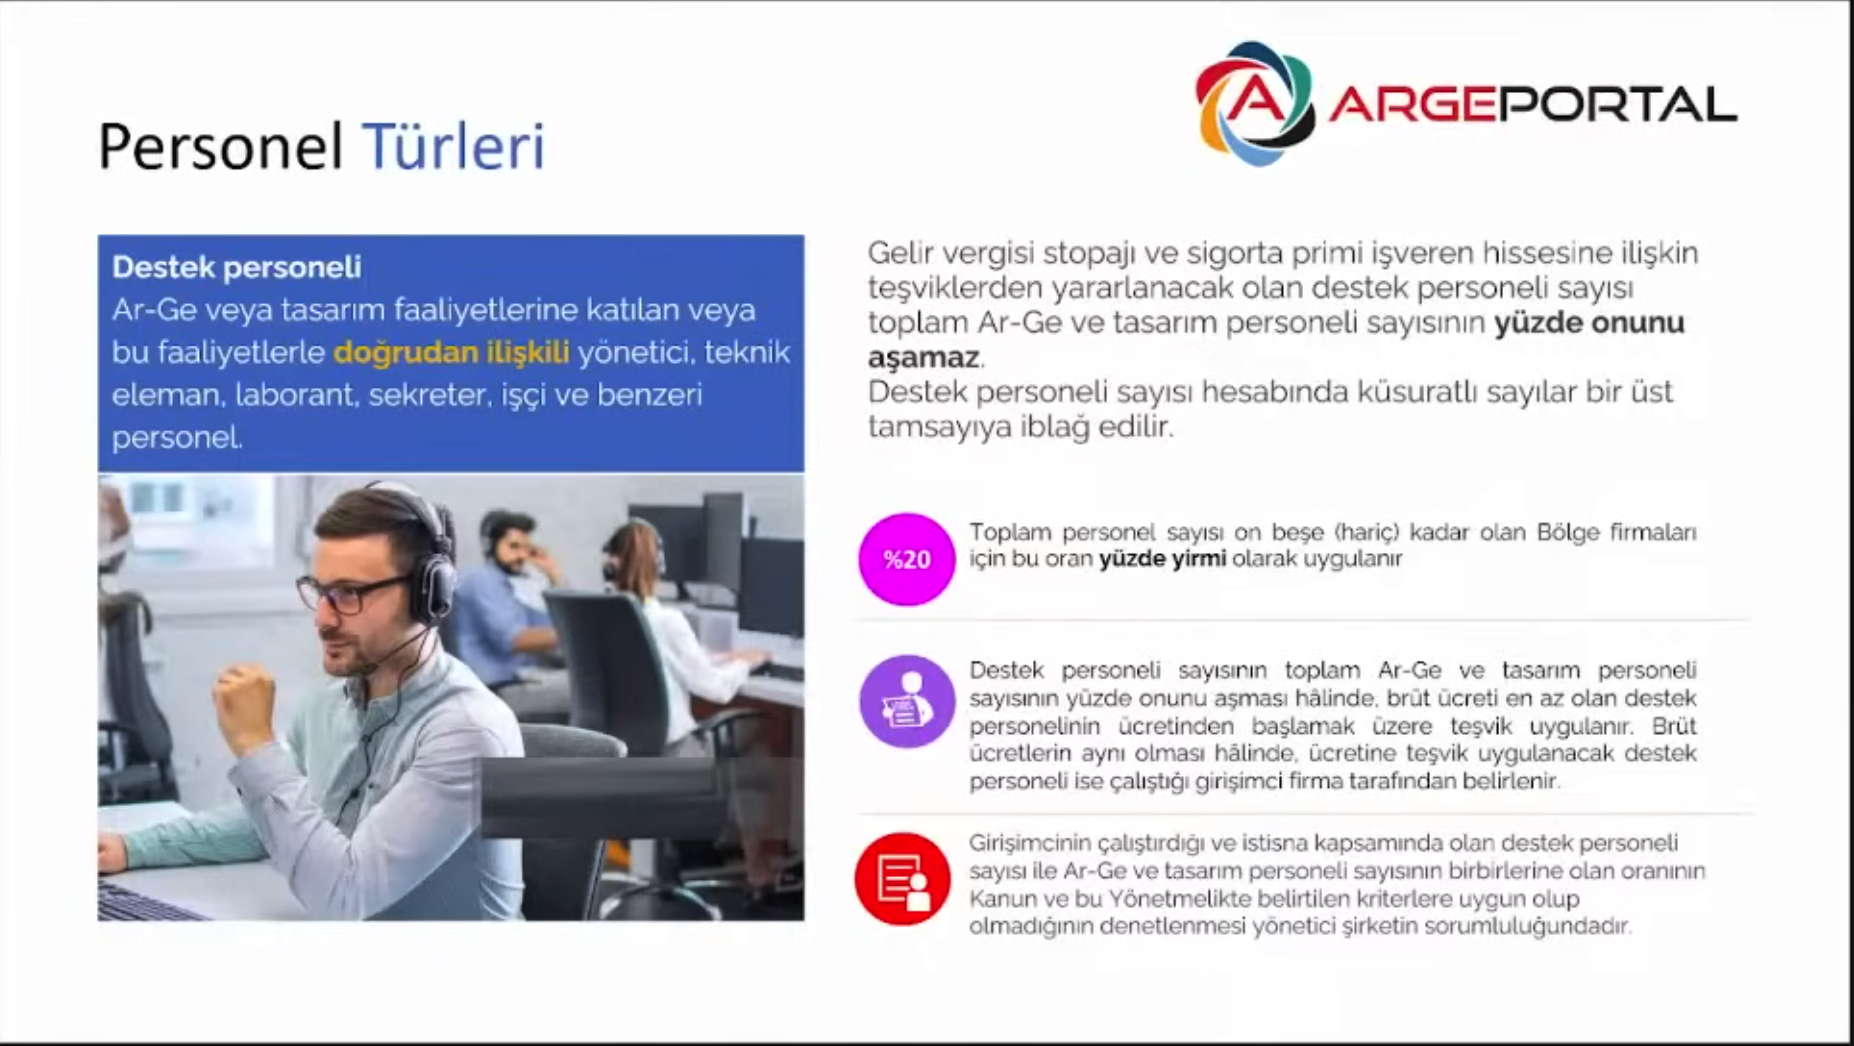 ARGEPORTAL
Personel Türleri
Destek personeli
Ar-Ge veya tasarım faaliyetlerine katılan veya
bu faaliyetlerle doğrudan ilişkili yönetici, teknik
eleman, laborant, sekreter, işçi ve benzeri
personel.
Gelir vergisi stopajı ve sigorta primi işveren hissesine ilişkin
teşviklerden yararlanacak olan destek personeli sayısı
toplam Ar-Ge ve tasarım personeli sayısının yüzde onunu
aşamaz.
Destek personeli sayısı hesabında küsuratlı sayılar bir üst
tamsayıya iblağ edilir.
%20
Toplam personel sayısı on beşe (hariç) kadar olan Bölge firmaları
için bu oran yüzde yirmi olarak uygulanır
Destek personeli sayısının toplam Ar-Ge ve tasarım personeli
sayısının yüzde onunu aşması hâlinde, brüt ücreti en az olan destek
personelinin ücretinden başlamak üzere teşvik uygulanır. Brüt
ücretlerin aynı olması hâlinde, ücretine teşvik uygulanacak destek
personeli ise çalıştığı girişimci firma tarafından belirlenir.
Girişimcinin çalıştırdığı ve istisna kapsamında olan destek personeli
sayısı ile Ar-Ge ve tasarım personeli sayısının birbirlerine olan oranının
Kanun ve bu Yönetmelikte belirtilen kriterlere uygun olup
olmadığının denetlenmesi yönetici şirketin sorumluluğundadır.